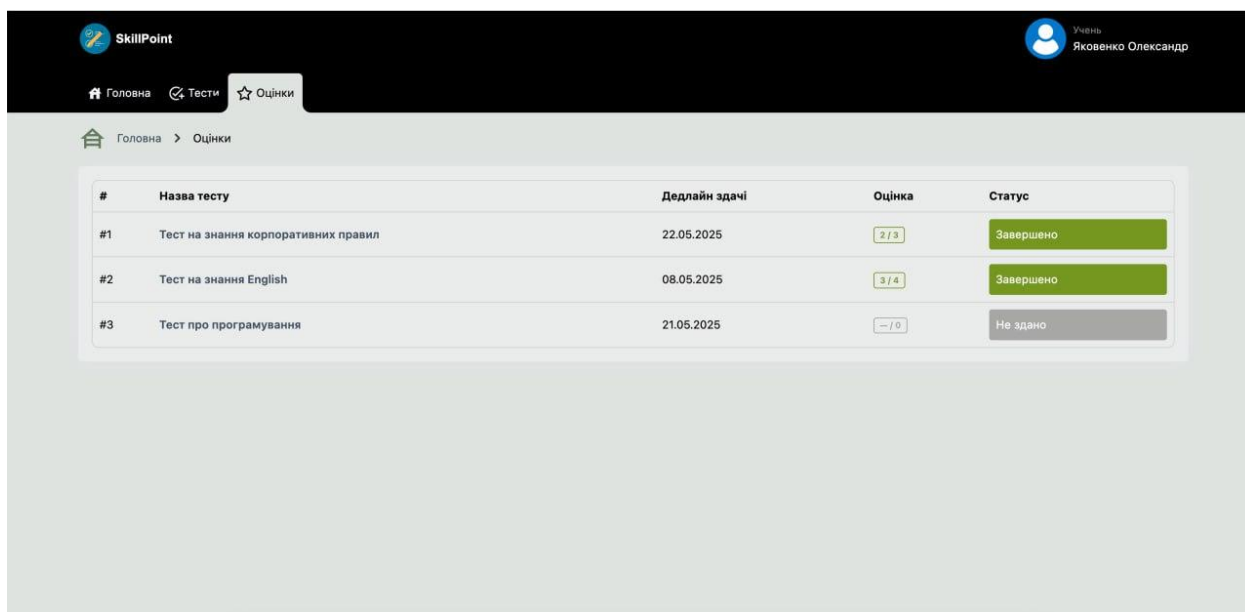 SkillPoint
Учень
Яковенко Олександр
Головна Тести Оцінки
Головна > Оцінки
# Назва тесту Дедлайн здачі Оцінка Статус
#1 Тест на знання корпоративних правил 22.05.2025 2 / 3 Завершено
#2 Тест на знання English 08.05.2025 3 / 4 Завершено
#3 Тест про програмування 21.05.2025 — / 0 Не здано